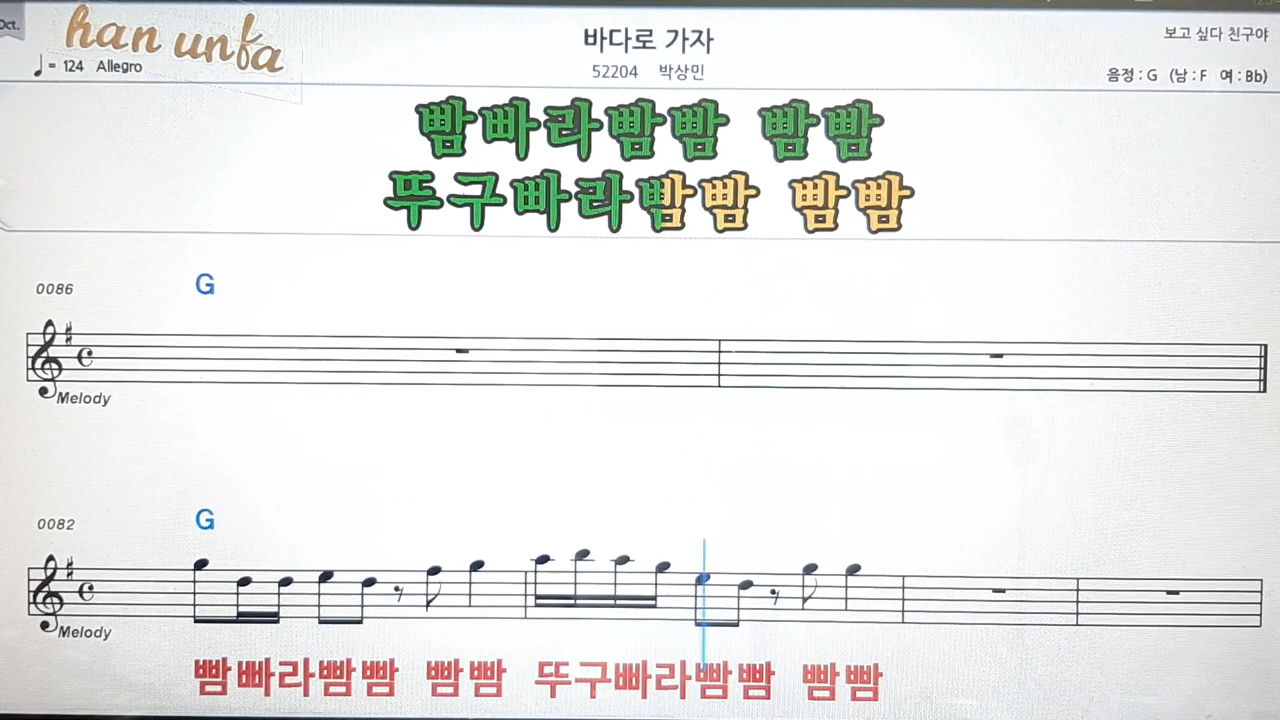 Oct.
han unfa
바다로 가자
보고 싶다 친구야
♩ = 124 Allegro
52204 박상민
음정 : G (남 : F 여 : Bb)
빰빠라빰빰 빰빰
뚜구빠라빰빰 빰빰
0086
G
Melody
0082
G
Melody
빰빠라빰빰 빰빰 뚜구빠라빰빰 빰빰